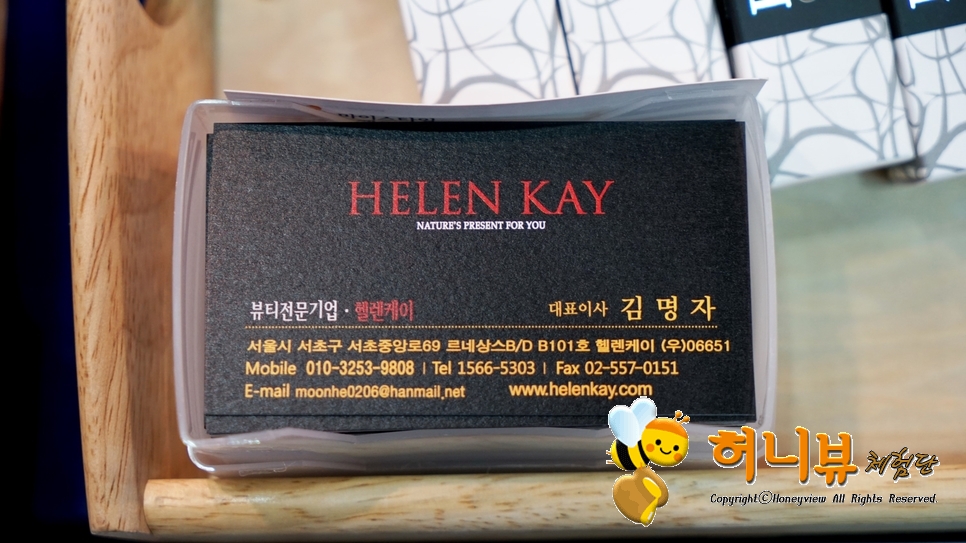 HELEN KAY
NATURE'S PRESENT FOR YOU
뷰티전문기업 · 헬렌케이
대표이사 김 명 자
서울시 서초구 서초중앙로69 르네상스B/D B101호 헬렌케이 (우)06651
Mobile 010-3253-9808 | Tel 1566-5303 | Fax 02-557-0151
E-mail moonhe0206@hanmail.net www.helenkay.com
허니뷰 체험단
CopyrightⓒHoneyview All Rights Reserved.